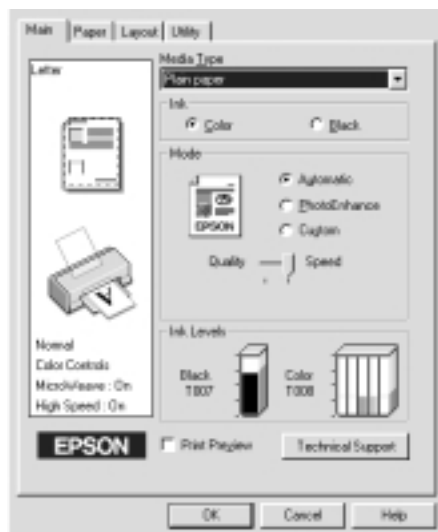 Main Paper Layout Utility
Letter
Media Type
Plain paper
Ink
Color Black
Mode
EPSON
Automatic
PhotoEnhance
Custom
Quality Speed
Normal
Color Controls
MicroWeave : On
High Speed : On
Ink Levels
Black
T007
Color
T008
EPSON
Print Preview
Technical Support
OK Cancel Help